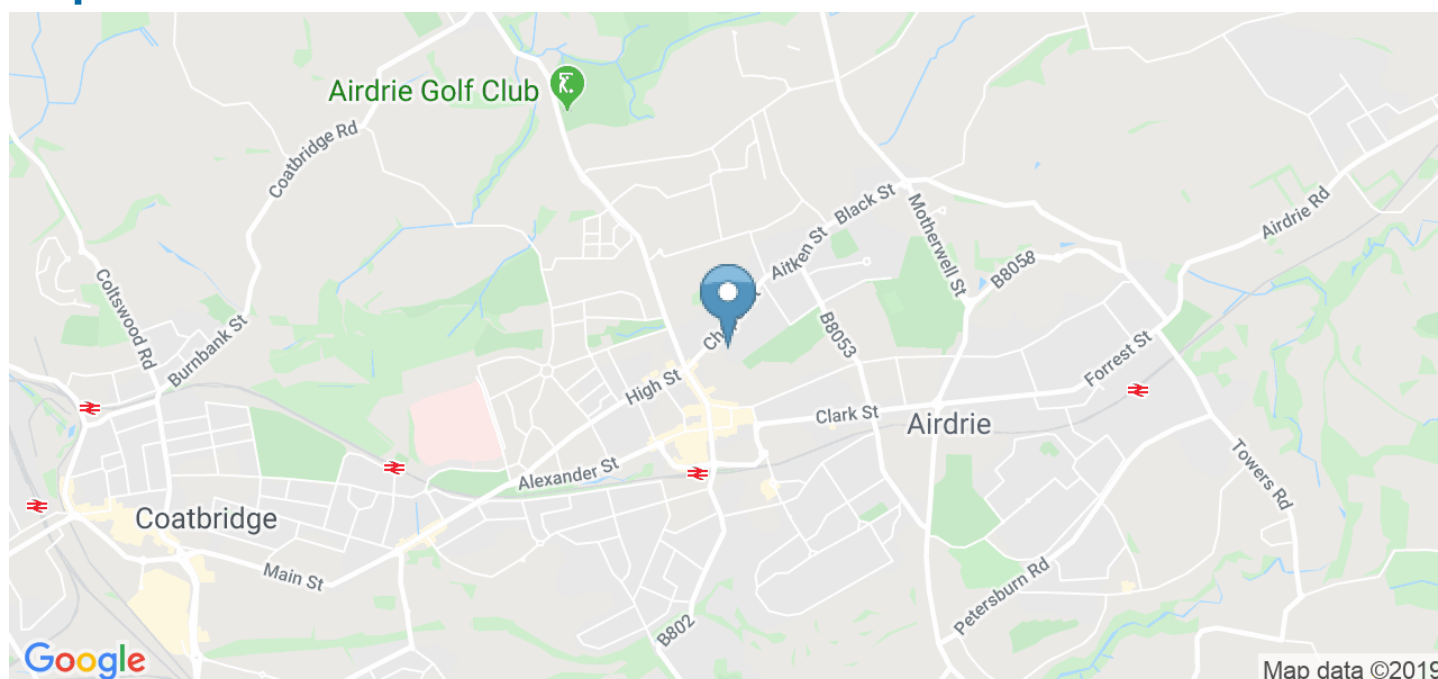 Airdrie Golf Club
Coatbridge Rd
Black St
Airdrie Rd
Aitken St
Motherwell St
B8058
Coltswood Rd
Burnbank St
B8053
High St
Forrest St
Clark St
Airdrie
Alexander St
Towers Rd
Coatbridge
Main St
Petersburn Rd
B802
Google
Map data ©2019